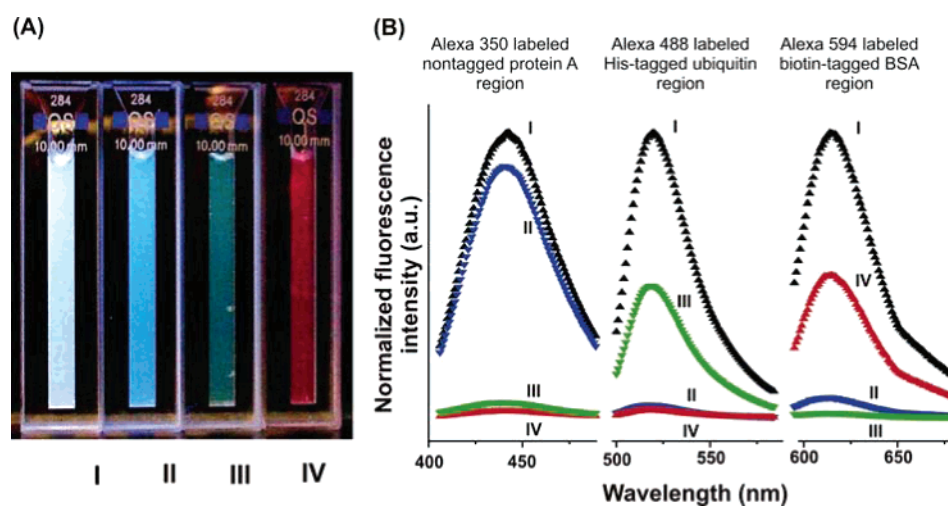 (A)
284
QS
10.00 mm
284
QS
10.00 mm
284
QS
10.00 mm
284
QS
10.00 mm
I II III IV
(B)
Alexa 350 labeled
nontagged protein A
region
Alexa 488 labeled
His-tagged ubiquitin
region
Alexa 594 labeled
biotin-tagged BSA
region
Normalized fluorescence
intensity (a.u.)
I
II
III
IV
I
III
II
IV
I
IV
II
III
400 450 500 550 600 650
Wavelength (nm)